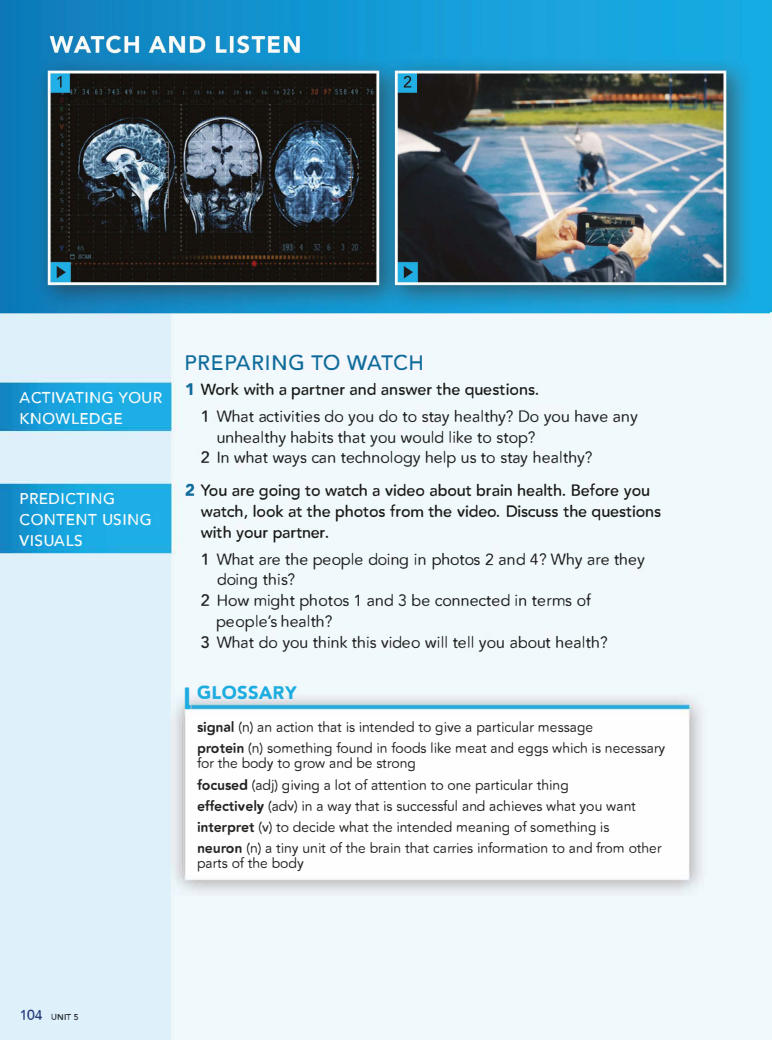 WATCH AND LISTEN
1
2
SCAN
PREPARING TO WATCH
ACTIVATING YOUR
KNOWLEDGE
1 Work with a partner and answer the questions.
1 What activities do you do to stay healthy? Do you have any
unhealthy habits that you would like to stop?
2 In what ways can technology help us to stay healthy?
PREDICTING
CONTENT USING
VISUALS
2 You are going to watch a video about brain health. Before you
watch, look at the photos from the video. Discuss the questions
with your partner.
1 What are the people doing in photos 2 and 4? Why are they
doing this?
2 How might photos 1 and 3 be connected in terms of
people's health?
3 What do you think this video will tell you about health?
GLOSSARY
signal (n) an action that is intended to give a particular message
protein (n) something found in foods like meat and eggs which is necessary
for the body to grow and be strong
focused (adj) giving a lot of attention to one particular thing
effectively (adv) in a way that is successful and achieves what you want
interpret (v) to decide what the intended meaning of something is
neuron (n) a tiny unit of the brain that carries information to and from other
parts of the body
104 UNIT 5